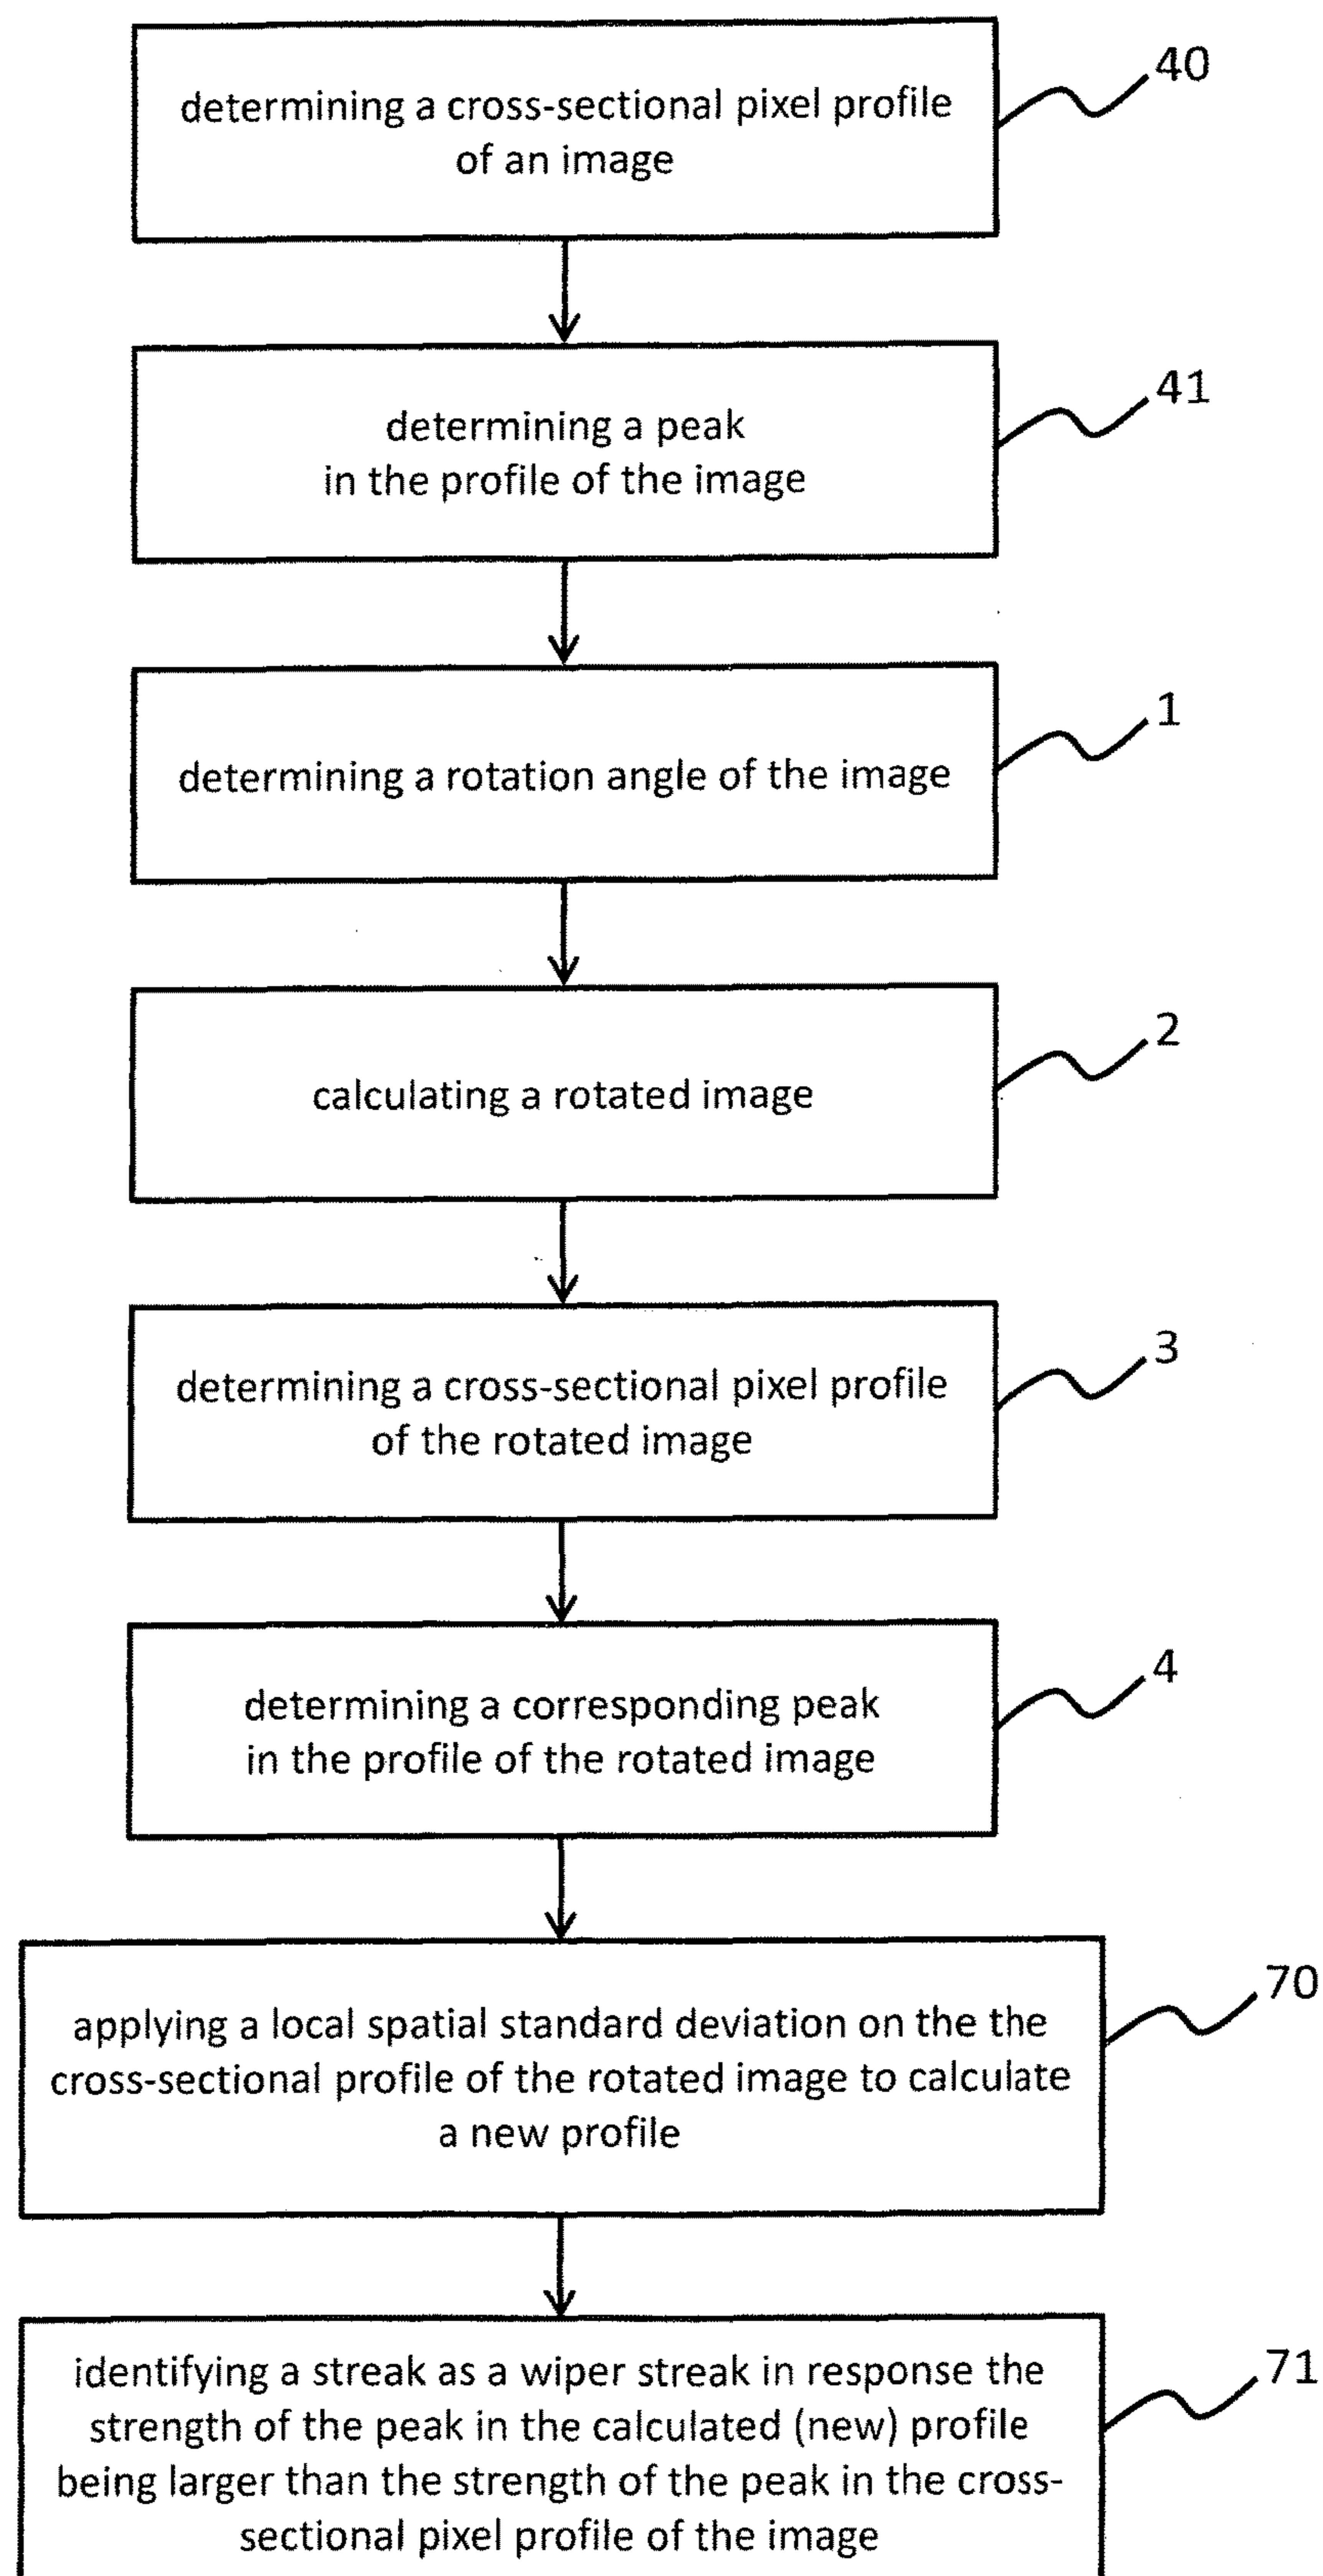 determining a cross-sectional pixel profile
of an image
40
determining a peak
in the profile of the image
41
determining a rotation angle of the image
1
calculating a rotated image
2
determining a cross-sectional pixel profile
of the rotated image
3
determining a corresponding peak
in the profile of the rotated image
4
applying a local spatial standard deviation on the the
cross-sectional profile of the rotated image to calculate
a new profile
70
identifying a streak as a wiper streak in response the
strength of the peak in the calculated (new) profile
being larger than the strength of the peak in the cross-
sectional pixel profile of the image
71